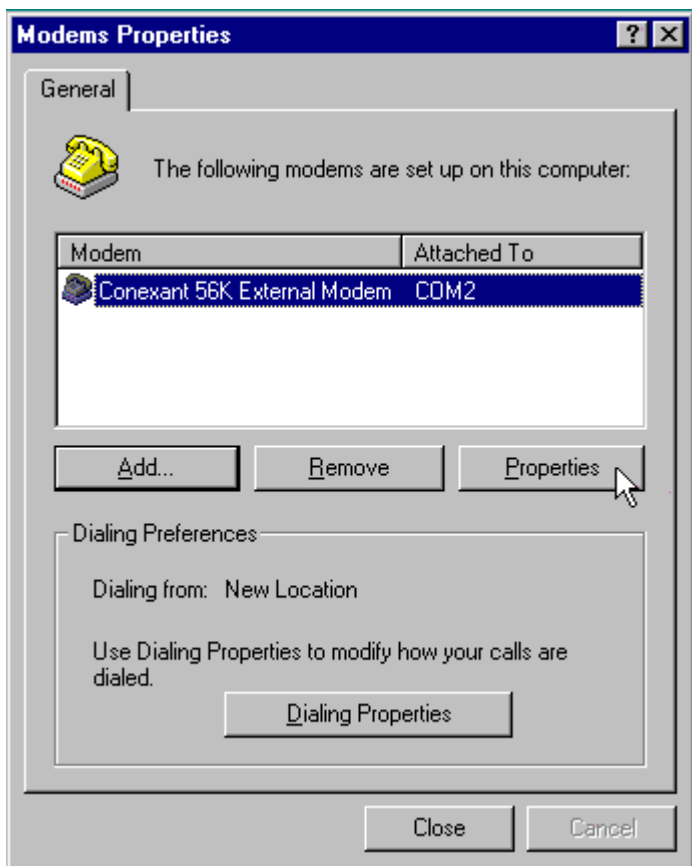 Modems Properties
General
The following modems are set up on this computer:
Modem Attached To
Conexant 56K External Modem COM2
Add... Remove Properties
Dialing Preferences
Dialing from: New Location
Use Dialing Properties to modify how your calls are
dialed.
Dialing Properties
Close Cancel